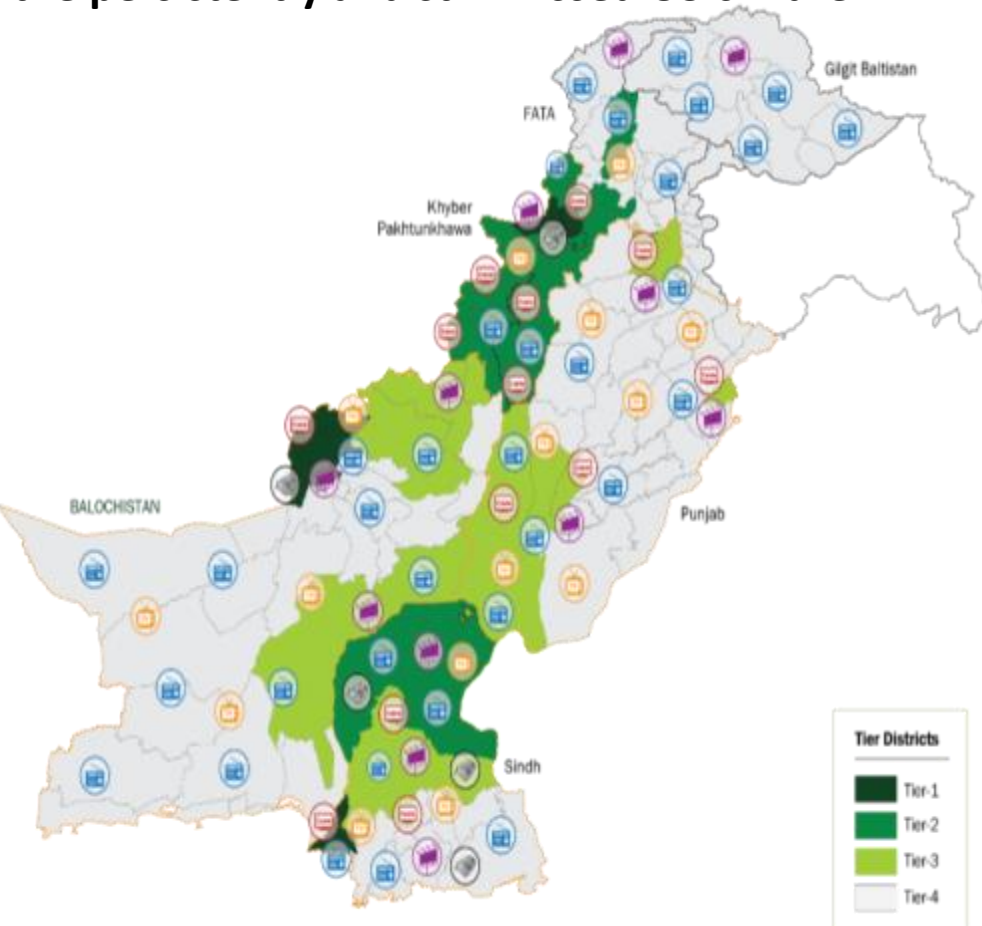 Gilgit Baltistan
FATA
Khyber
Pakhtunkhawa
BALOCHISTAN
Punjab
Sindh
Tier Districts
Tier-1
Tier-2
Tier-3
Tier-4